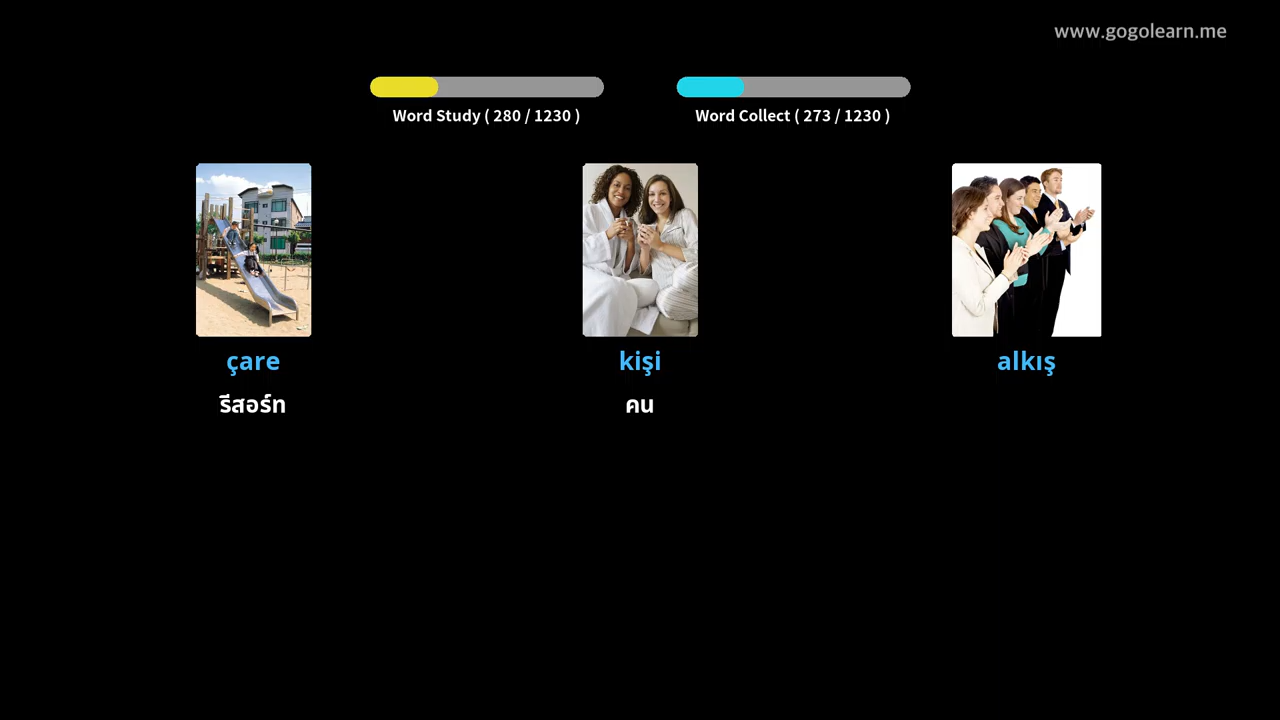 www.gogolearn.me
Word Study ( 280 / 1230 )
Word Collect ( 273 / 1230 )
çare
kişi
alkış
รีสอร์ท
คน